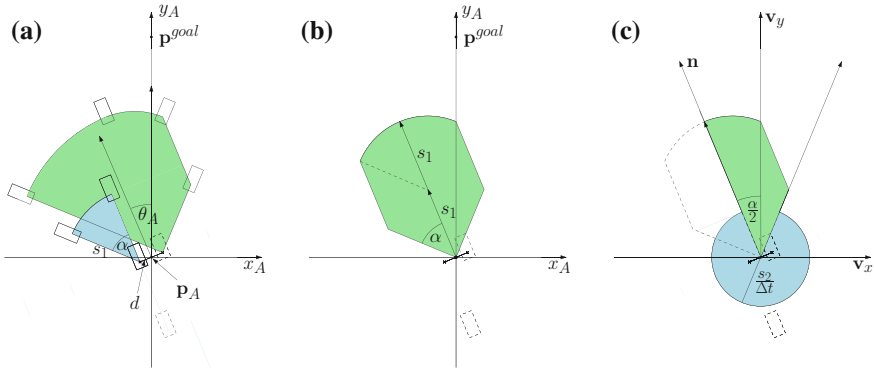 (a)
y_A
p^goal
θ_A
s_1
α
x_A
d
p_A
(b)
y_A
p^goal
s_1
s_1
α
x_A
(c)
v_y
n
α/2
v_x
s_2/Δt